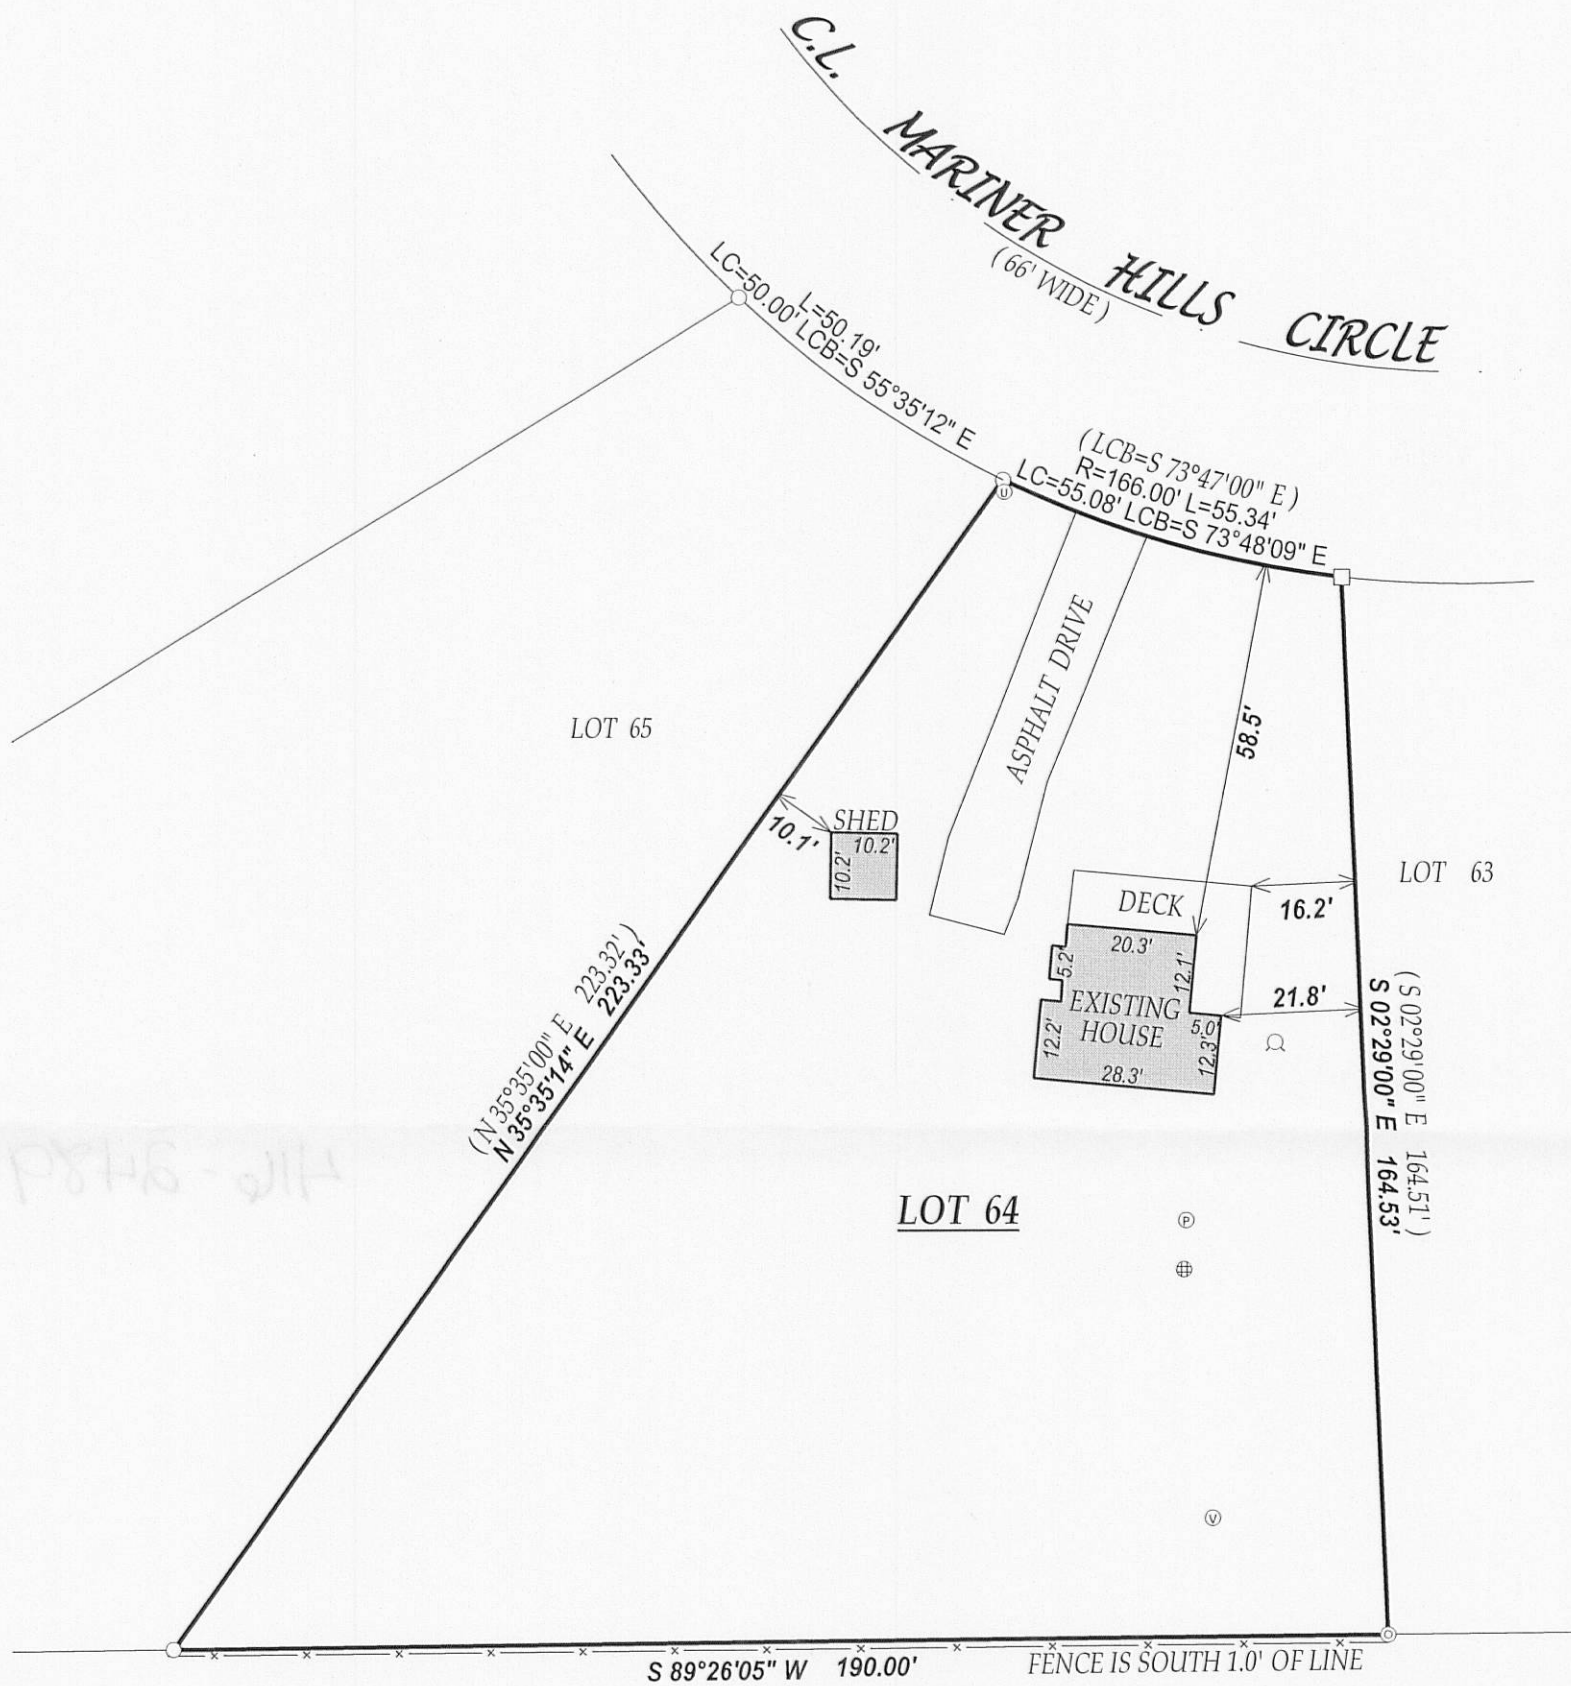 C.L. MARINER HILLS CIRCLE
( 66' WIDE )
L=50.19'
LC=50.00' LCB=S 55°35'12" E
( LCB=S 73°47'00" E )
R=166.00' L=55.34'
LC=55.08' LCB=S 73°48'09" E
U
ASPHALT DRIVE
58.5'
LOT 65
SHED
10.1'
10.2'
10.2'
LOT 63
DECK
16.2'
20.3'
5.2'
12.1'
EXISTING
HOUSE
21.8'
5.0'
12.2'
12.3'
28.3'
( N 35°35'00" E 223.32' )
N 35°35'14" E 223.33'
( S 02°29'00" E 164.51' )
S 02°29'00" E 164.53'
416-2489
LOT 64
P
V
S 89°26'05" W 190.00'
FENCE IS SOUTH 1.0' OF LINE